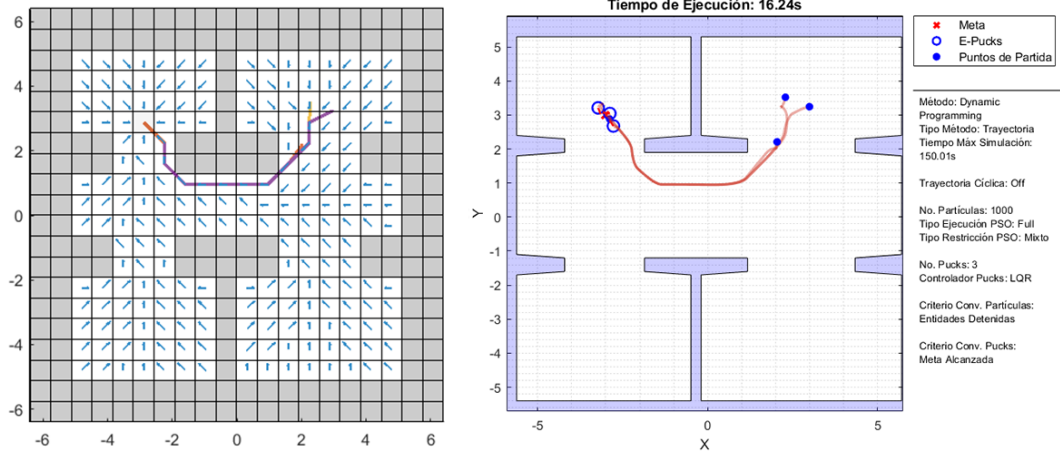 6
4
2
0
-2
-4
-6
-6
-4
-2
0
2
4
6
Tiempo de Ejecución: 16.24s
5
4
3
2
1
0
-1
-2
-3
-4
-5
Y
-5
0
5
X
Meta
E-Pucks
Puntos de Partida
Método: Dynamic
Programming
Tipo Método: Trayectoria
Tiempo Máx Simulación:
150.01s
Trayectoria Cíclica: Off
No. Partículas: 1000
Tipo Ejecución PSO: Full
Tipo Restricción PSO: Mixto
No. Pucks: 3
Controlador Pucks: LQR
Criterio Conv. Partículas:
Entidades Detenidas
Criterio Conv. Pucks:
Meta Alcanzada